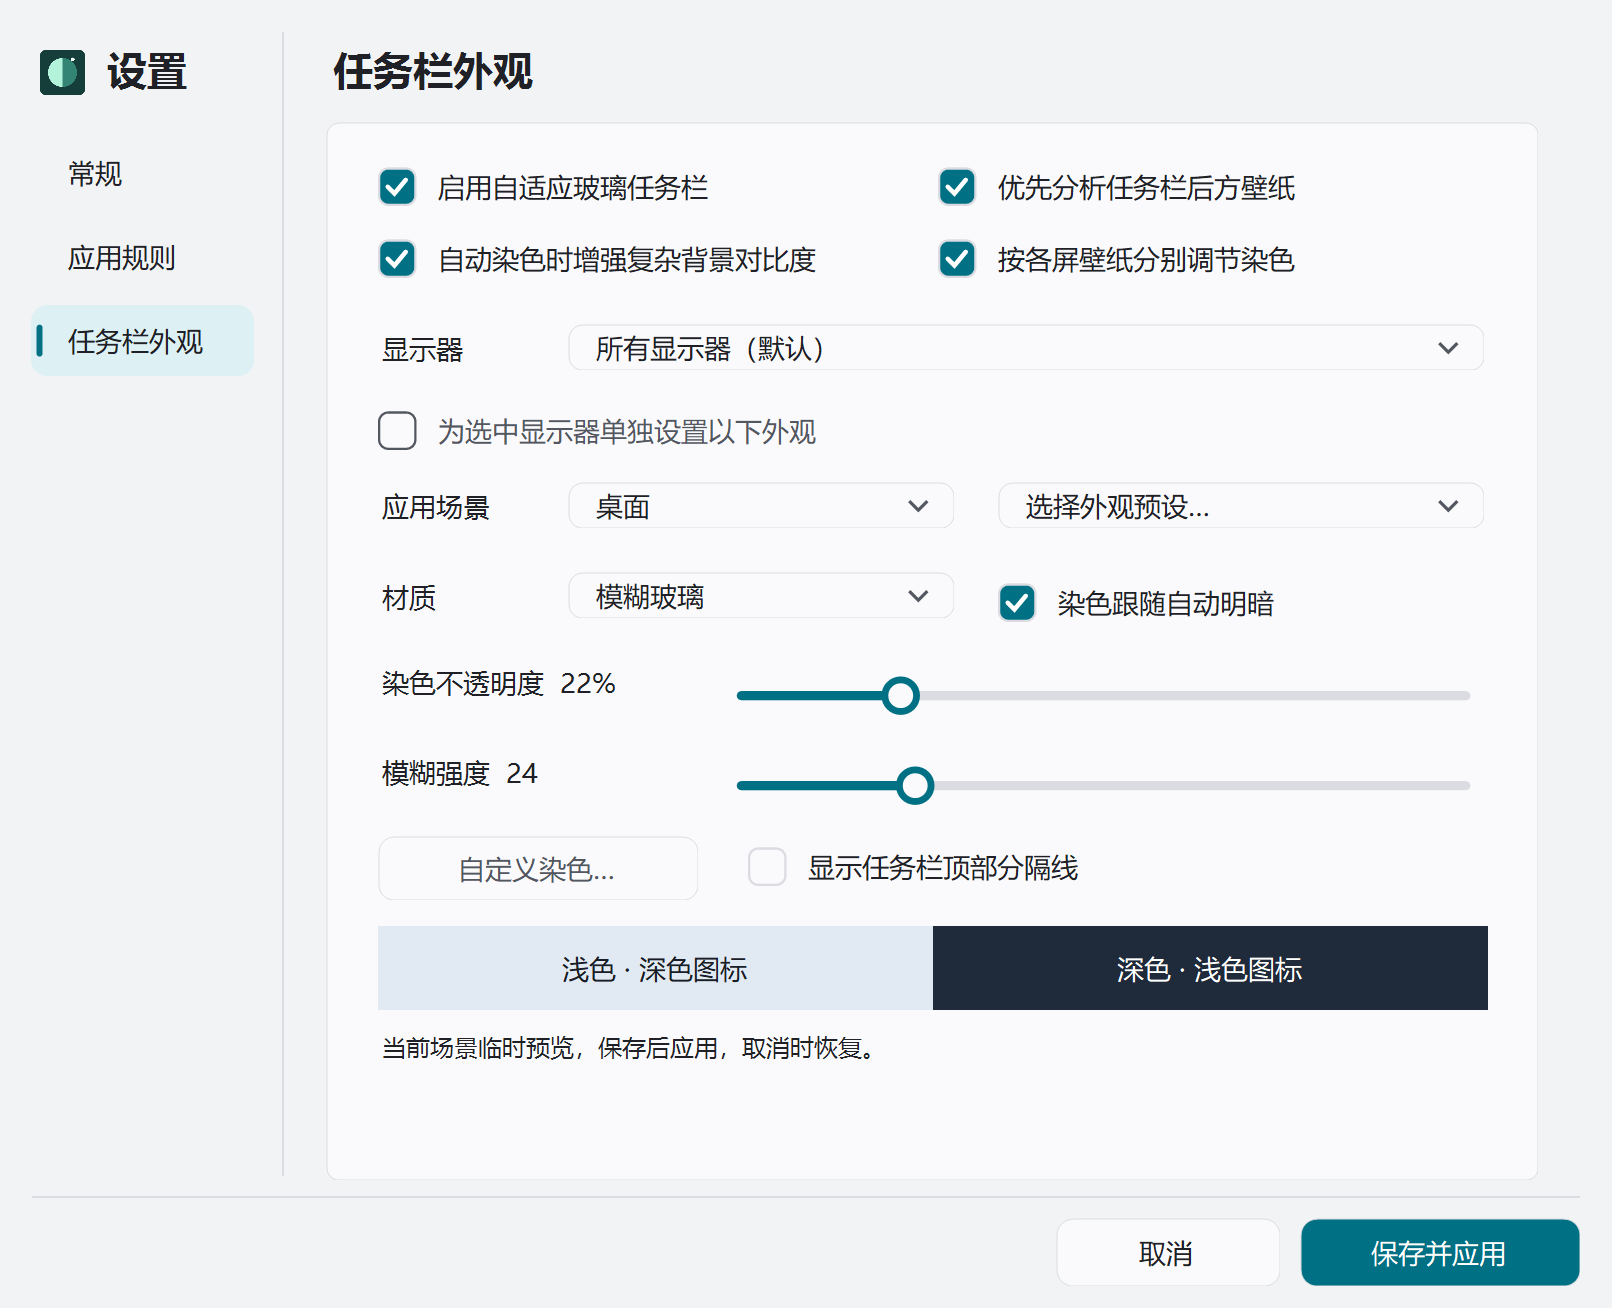 设置
任务栏外观
常规
应用规则
任务栏外观
启用自适应玻璃任务栏
优先分析任务栏后方壁纸
自动染色时增强复杂背景对比度
按各屏壁纸分别调节染色
显示器
所有显示器（默认）
为选中显示器单独设置以下外观
应用场景
桌面
选择外观预设...
材质
模糊玻璃
染色跟随自动明暗
染色不透明度 22%
模糊强度 24
自定义染色...
显示任务栏顶部分隔线
浅色 · 深色图标
深色 · 浅色图标
当前场景临时预览，保存后应用，取消时恢复。
取消
保存并应用